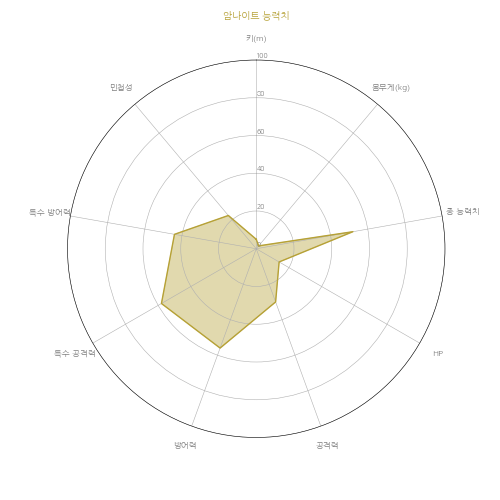 암나이트 능력치
키(m)
100
민첩성
몸무게(kg)
80
60
40
특수 방어력
20
총 능력치
0
특수 공격력
HP
방어력
공격력